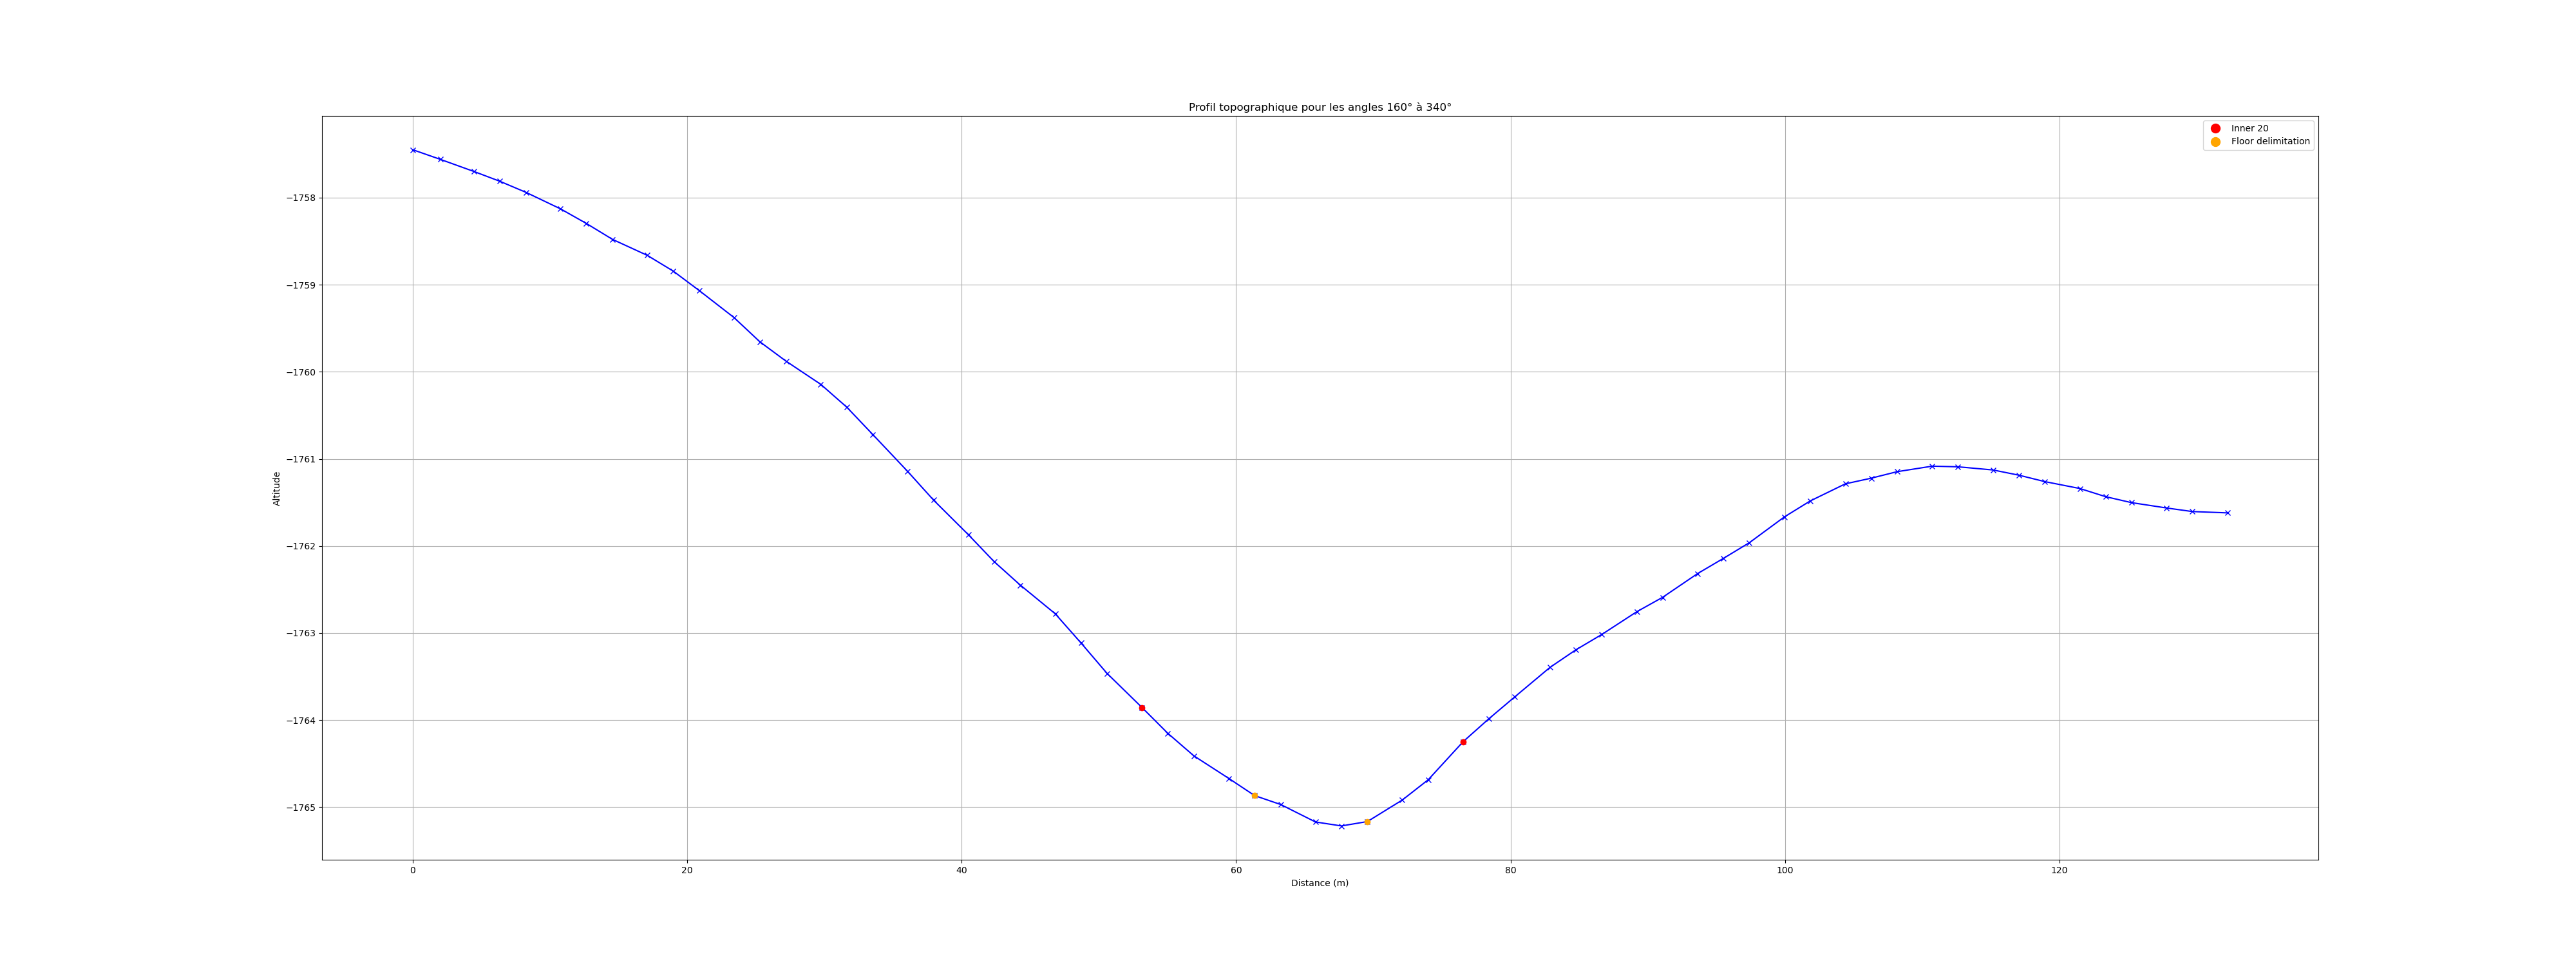 Profil topographique pour les angles 160° à 340°
Inner 20
Floor delimitation
−1758
−1759
−1760
−1761
−1762
−1763
−1764
−1765
Altitude
0 20 40 60 80 100 120
Distance (m)